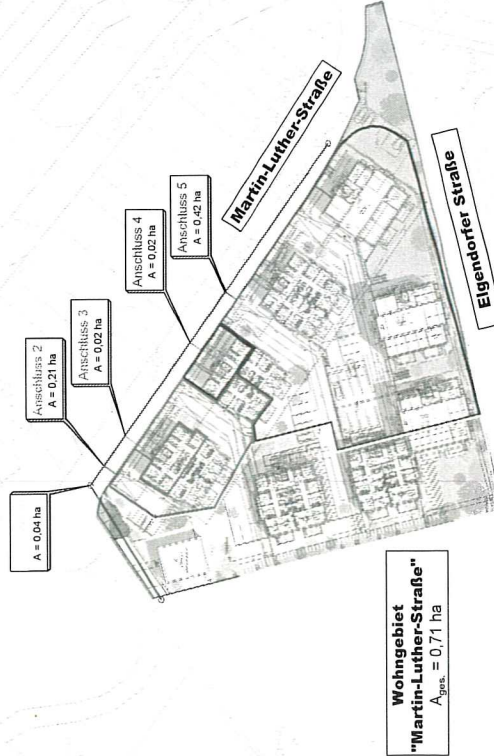 A = 0,04 ha
Anschluss 2
A = 0,21 ha
Anschluss 3
A = 0,02 ha
Anschluss 4
A = 0,02 ha
Anschluss 5
A = 0,42 ha
Martin-Luther-Straße
Elgendorfer Straße
Wohngebiet
"Martin-Luther-Straße"
Ages. = 0,71 ha